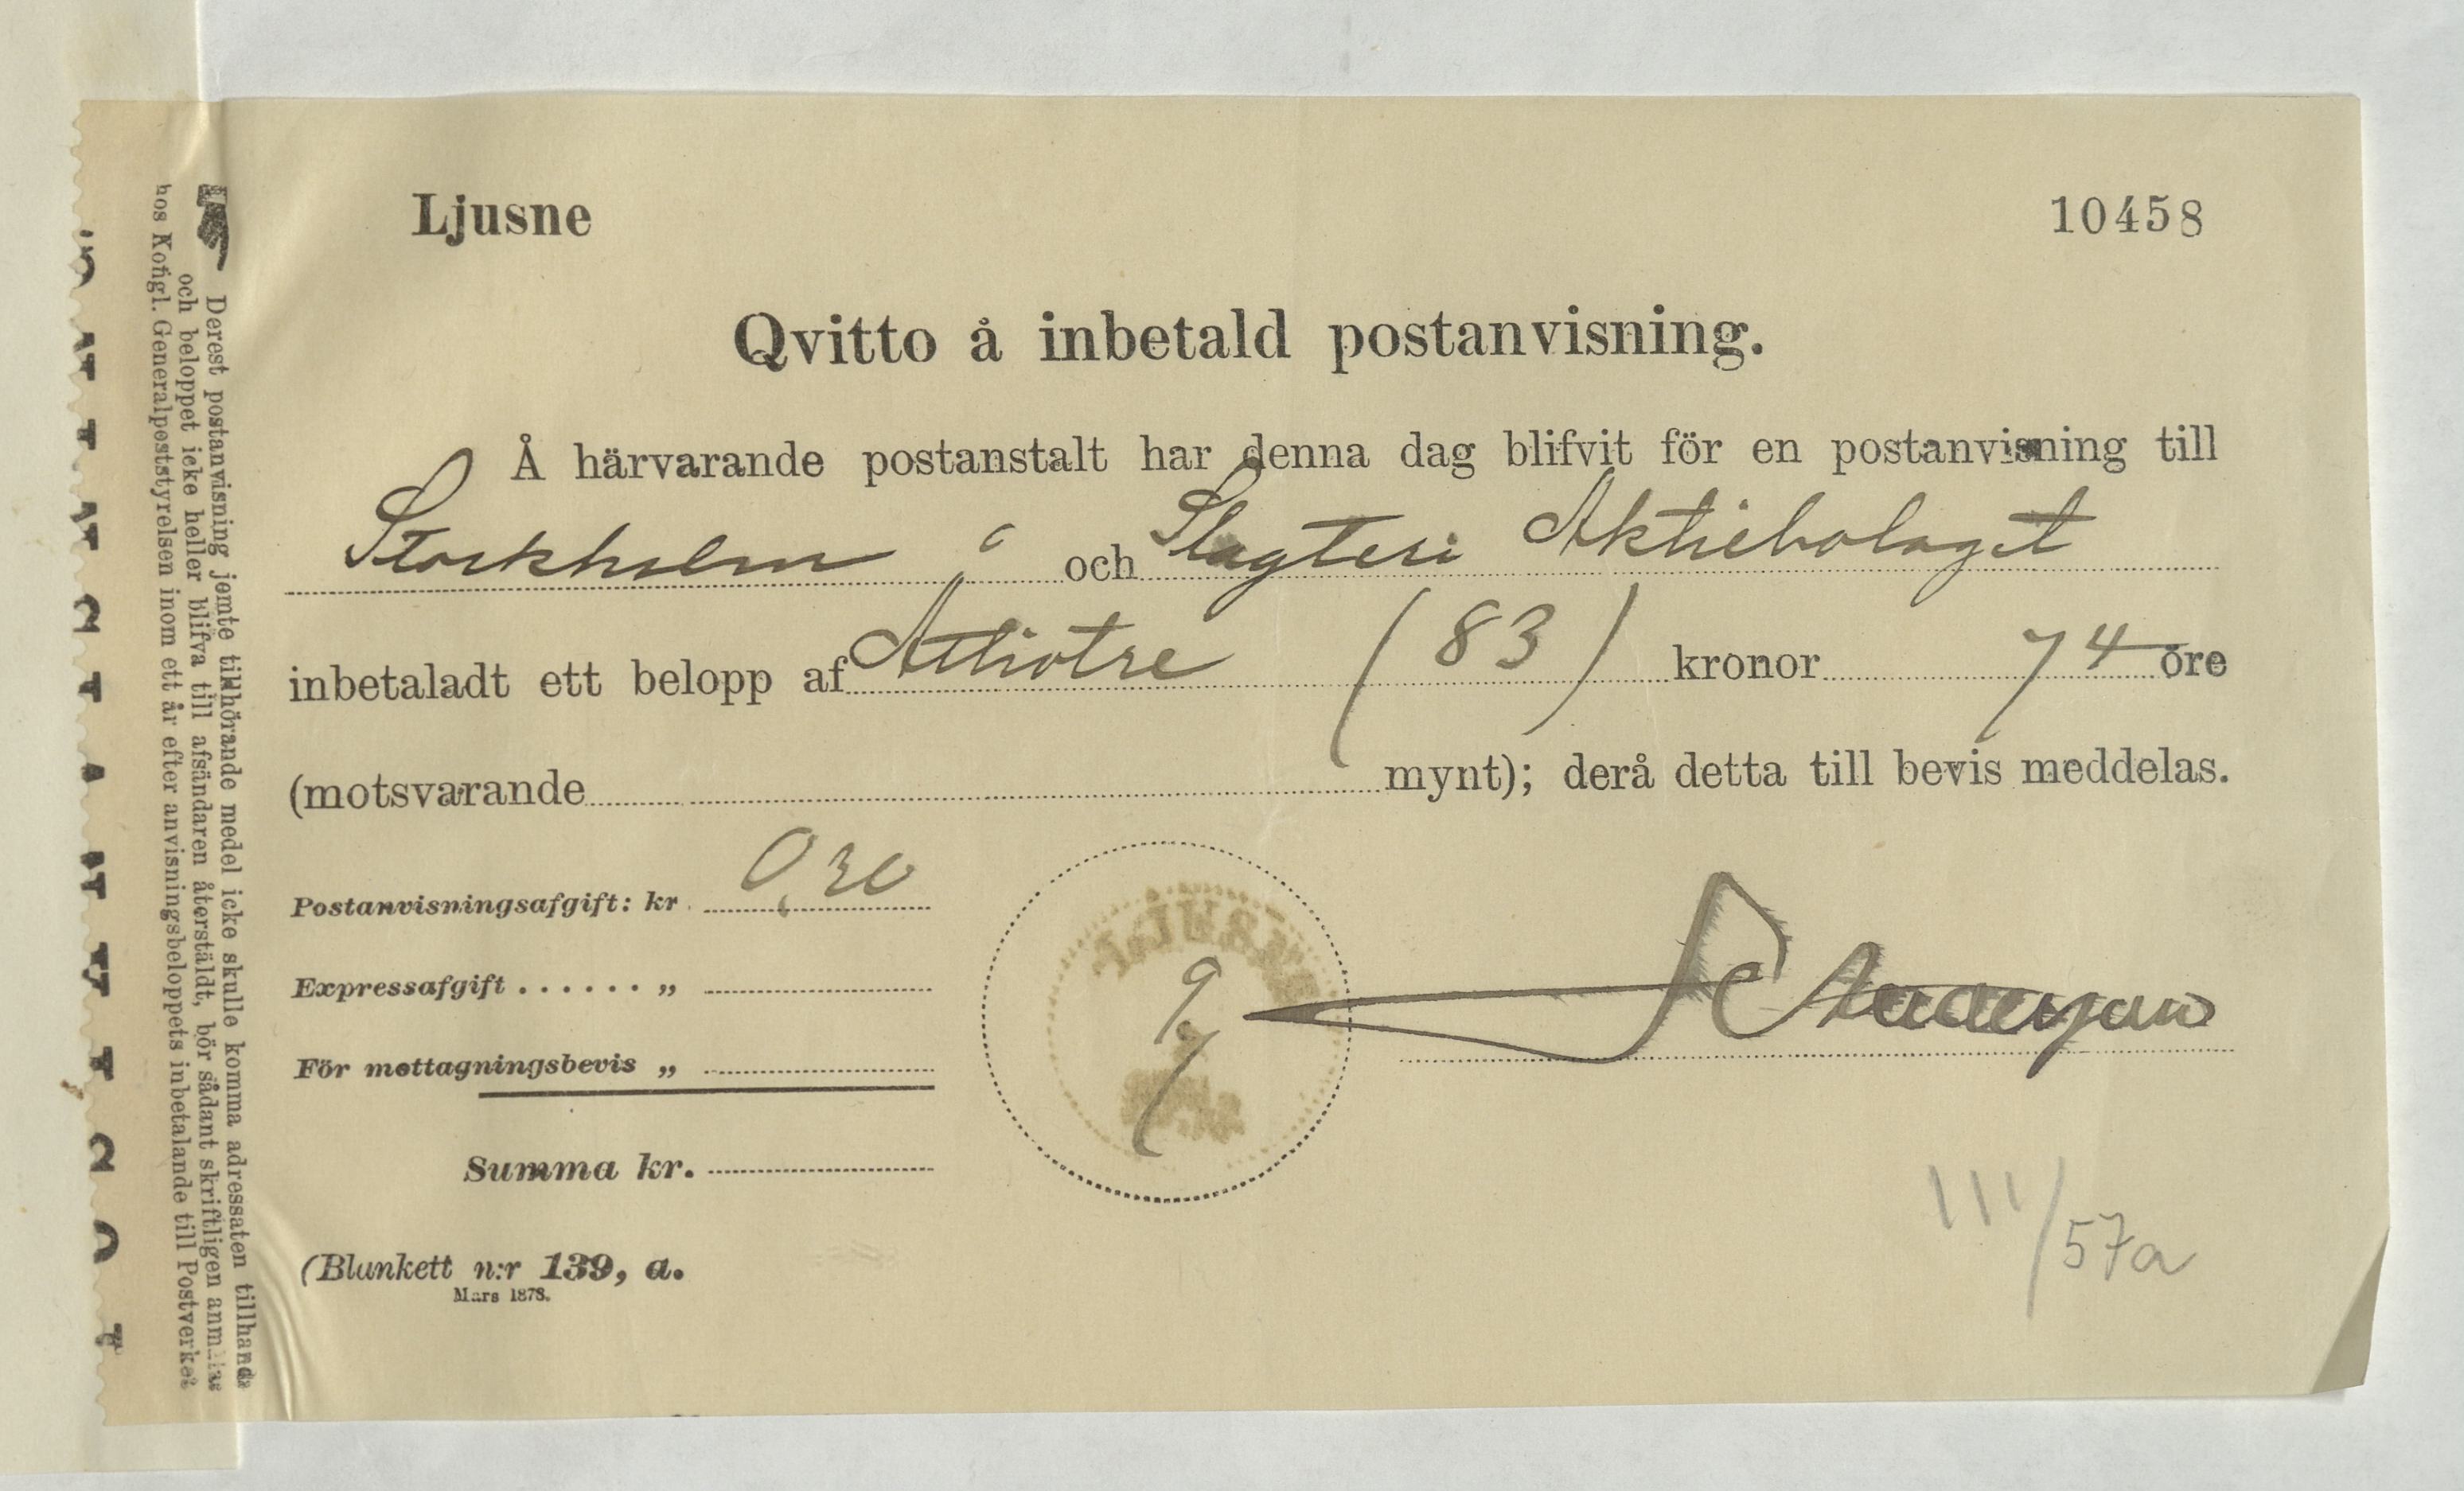 Ljusne 10458
Qvitto å inbetald postanvisning.
Å härvarande postanstalt har denna dag blifvit för en postanvisning till
Stockholm och Slagteri Aktiebolaget
inbetaladt ett belopp af Attiotre (83) kronor 74 öre
(motsvarande mynt); derå detta till bevis meddelas.
Postanvisningsafgift: kr. 0,30
Expressafgift ...... „
För mottagningsbevis „
Summa kr.
(Blankett n:r 139, a.
Mars 1878.
9/
111/57a
Derest postanvisning jemte tillhörande medel icke skulle komma adressaten tillhanda
och beloppet icke heller blifva till afsändaren återstäldt, bör sådant skriftligen anmälas
hos Kongl. Generalpoststyrelsen inom ett år efter anvisningsbeloppets inbetalande till Postverket